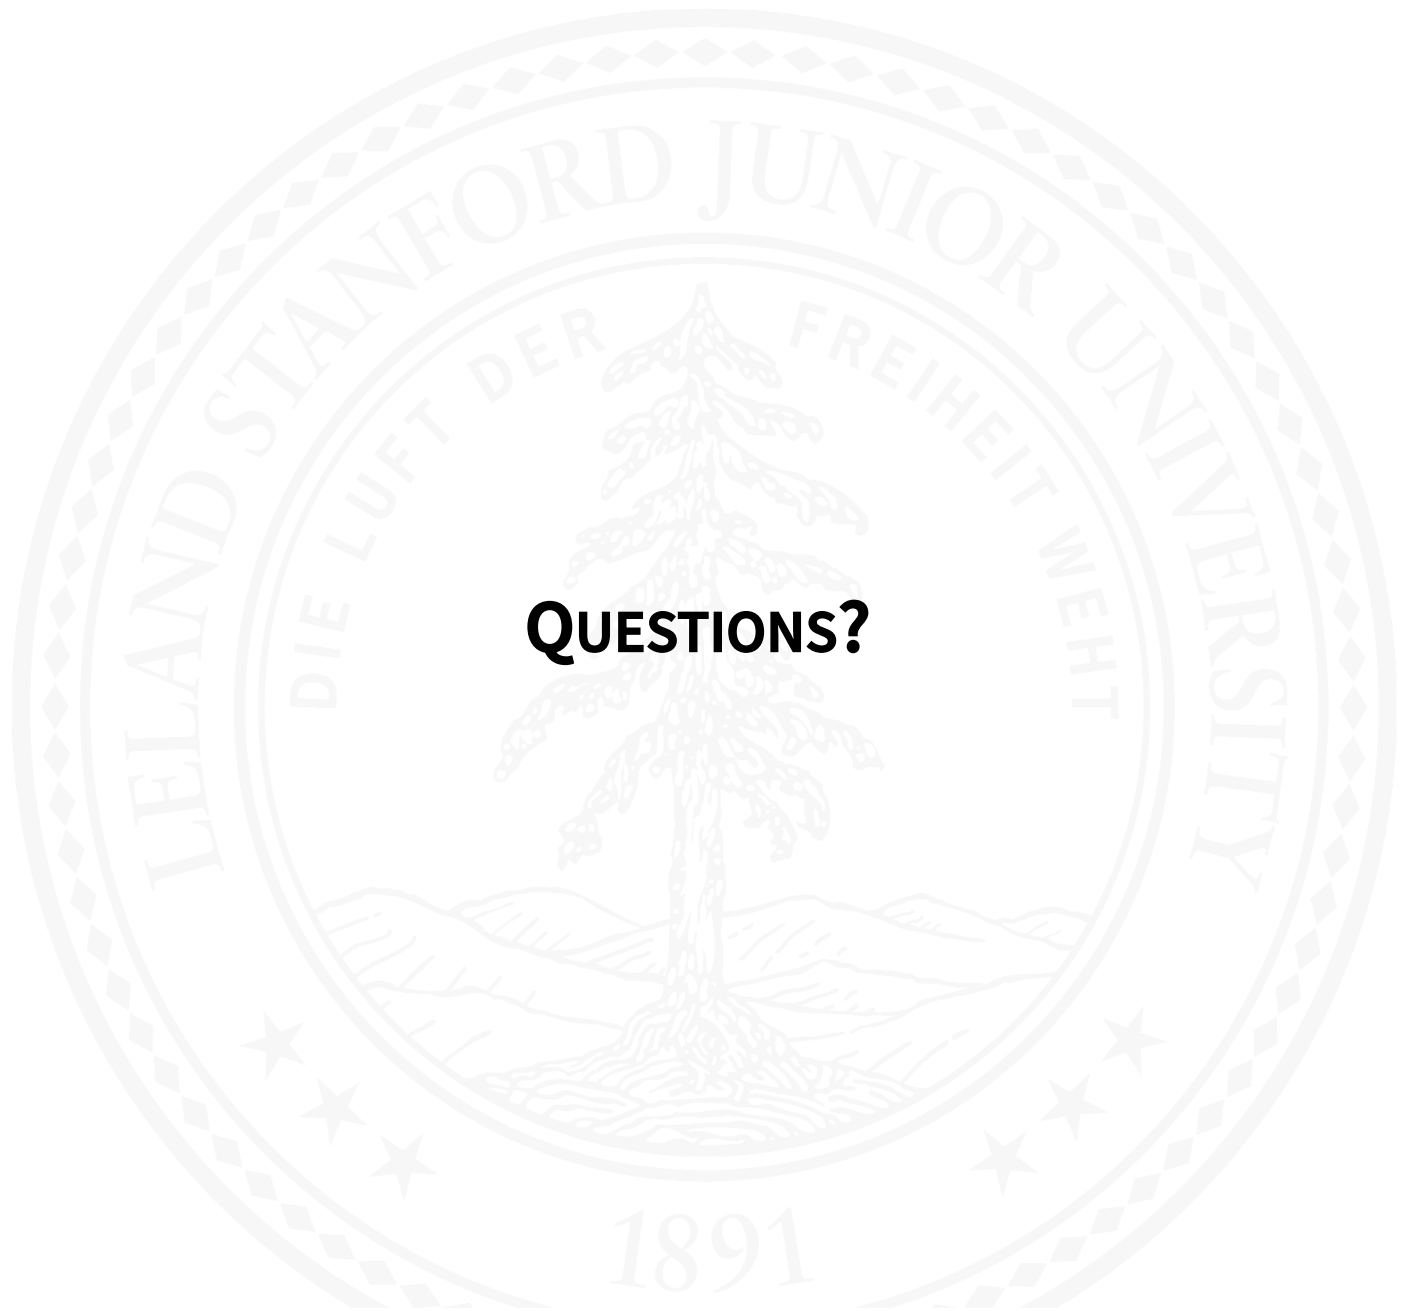 LELAND STANFORD JUNIOR UNIVERSITY
DIE LUFT DER FREIHEIT WEHT
QUESTIONS?
1891